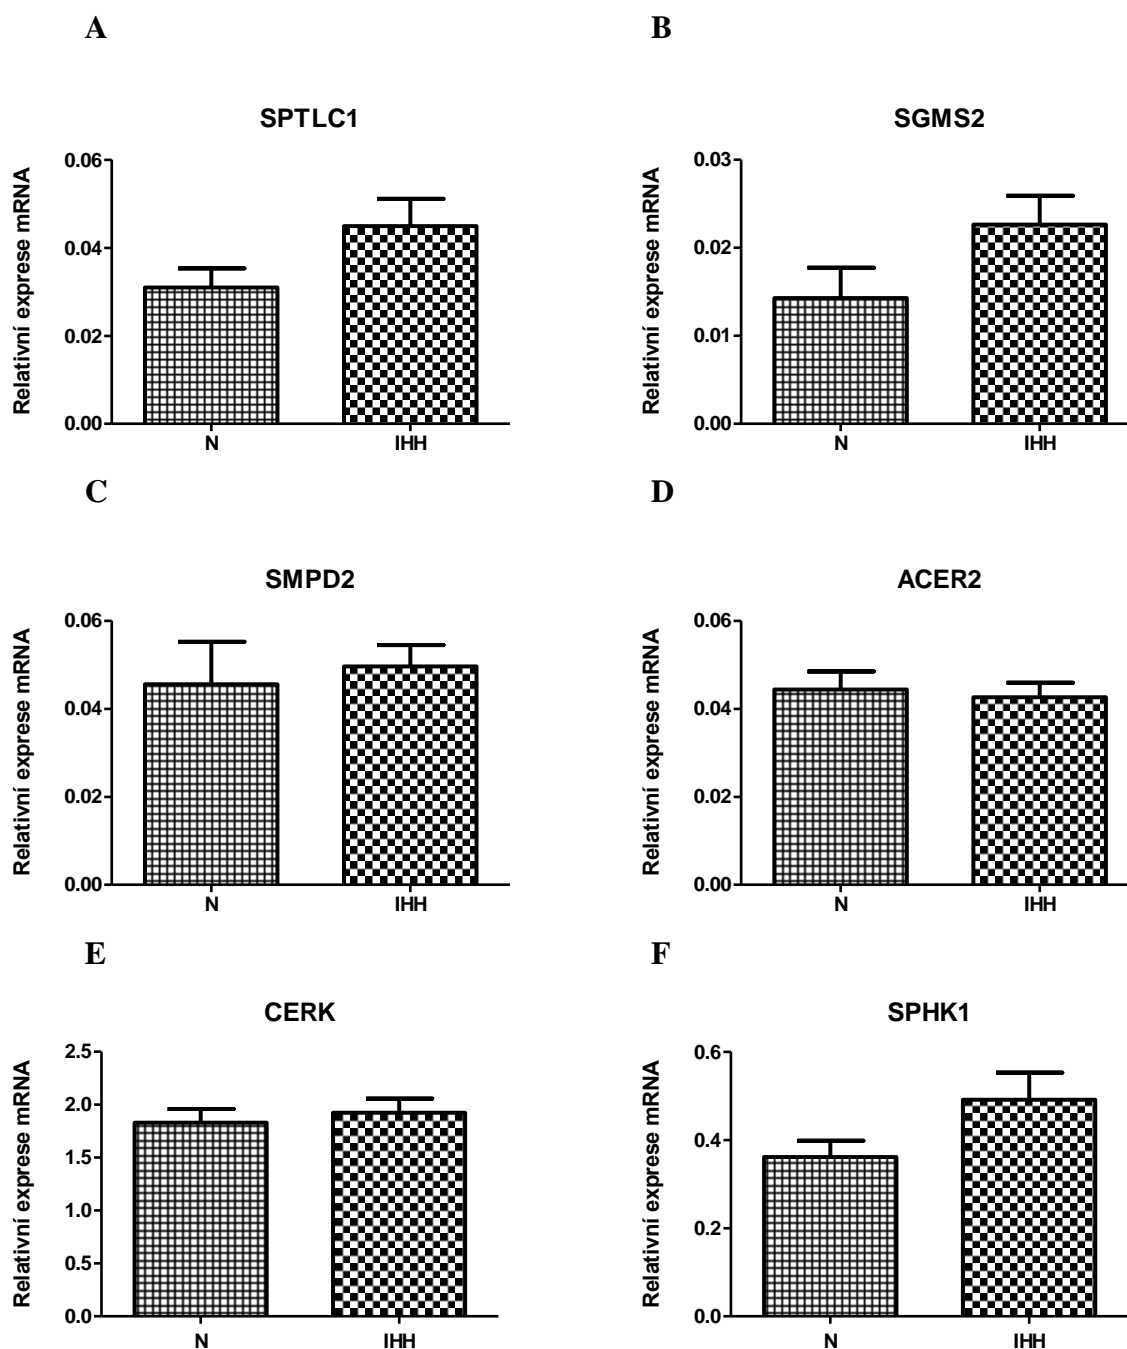 A
SPTLC1
Relativní exprese mRNA
0.06
0.04
0.02
0.00
N
IHH
B
SGMS2
Relativní exprese mRNA
0.03
0.02
0.01
0.00
N
IHH
C
SMPD2
Relativní exprese mRNA
0.06
0.04
0.02
0.00
N
IHH
D
ACER2
Relativní exprese mRNA
0.06
0.04
0.02
0.00
N
IHH
E
CERK
Relativní exprese mRNA
2.5
2.0
1.5
1.0
0.5
0.0
N
IHH
F
SPHK1
Relativní exprese mRNA
0.6
0.4
0.2
0.0
N
IHH